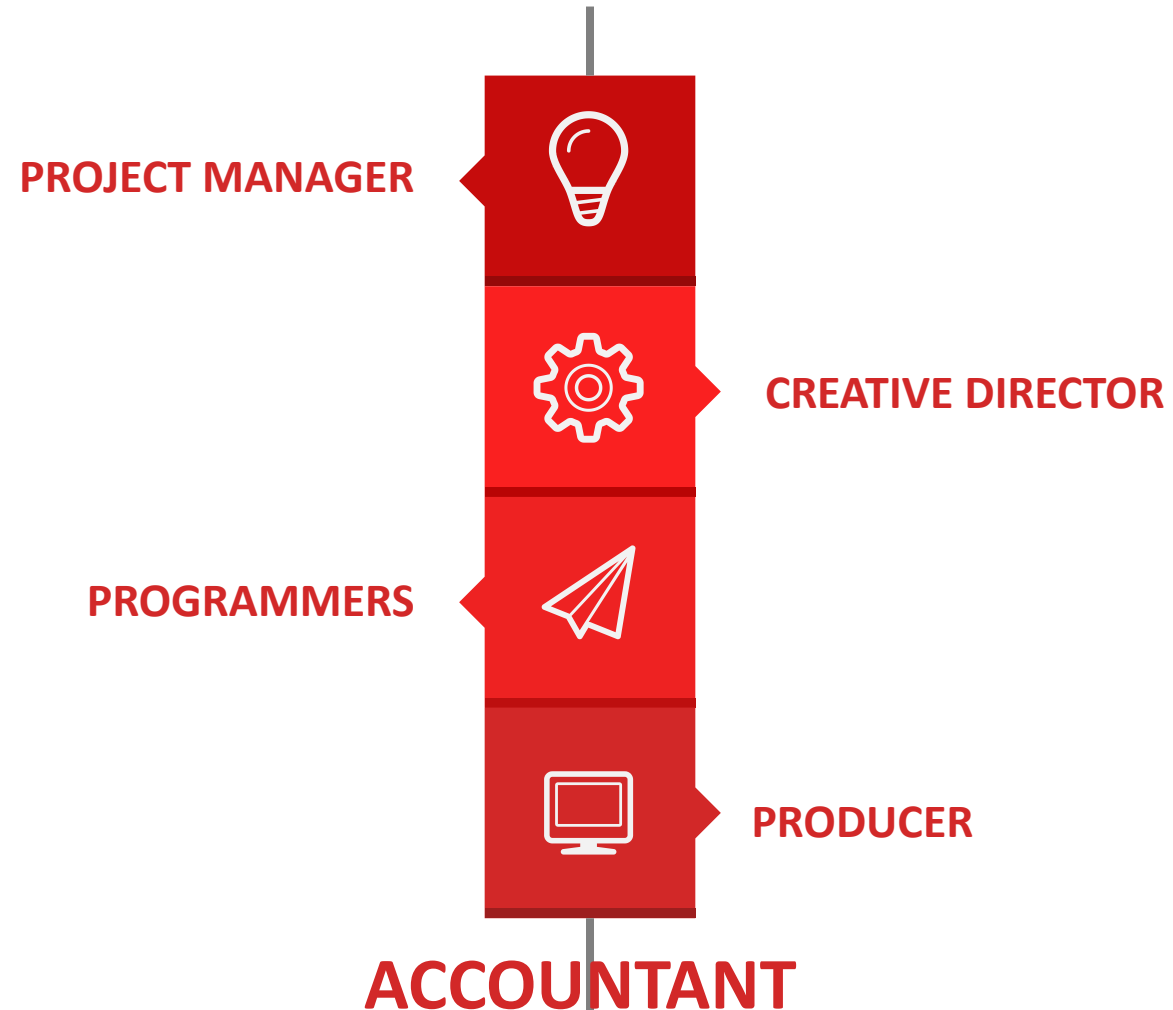 PROJECT MANAGER
CREATIVE DIRECTOR
PROGRAMMERS
PRODUCER
ACCOUNTANT